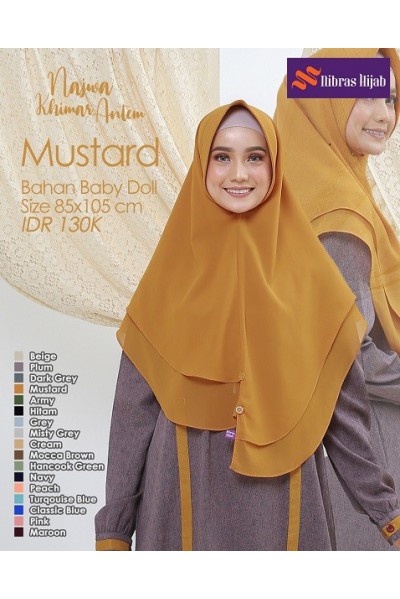 Najwa
Khimar Antem
Nibras Hijab
Mustard
Bahan Baby Doll
Size 85x105 cm
IDR 130K
Beige
Plum
Dark Grey
Mustard
Army
Hitam
Grey
Misty Grey
Cream
Mocca Brown
Hancook Green
Navy
Peach
Turqouise Blue
Classic Blue
Pink
Maroon